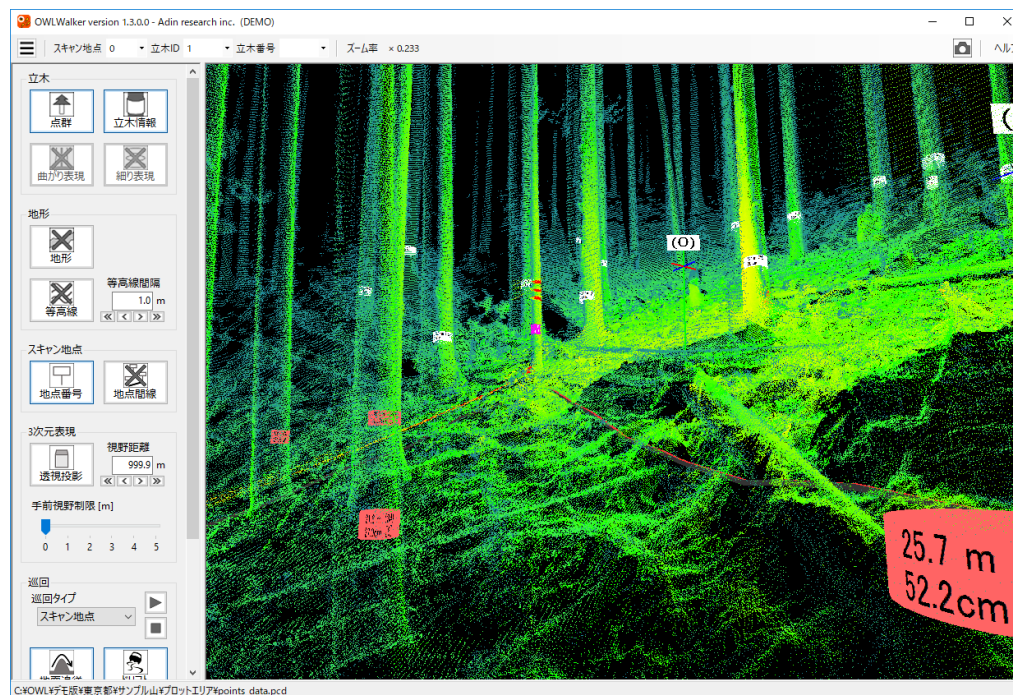 OWLWalker version 1.3.0.0 - Adin research inc. (DEMO)
スキャン地点 0 立木ID 1 立木番号 ズーム率 × 0.233
立木
点群 立木情報
曲がり表現 細り表現
地形
地形
等高線間隔
1.0 m
等高線
スキャン地点
地点番号 地点間線
3次元表現
視野距離
999.9 m
透視投影
手前視野制限 [m]
0 1 2 3 4 5
巡回
巡回タイプ
スキャン地点
(0)
25.7 m
52.2cm
C:¥OWL¥デモ版¥東京都¥サンプル山¥プロットエリア¥points_data.pcd